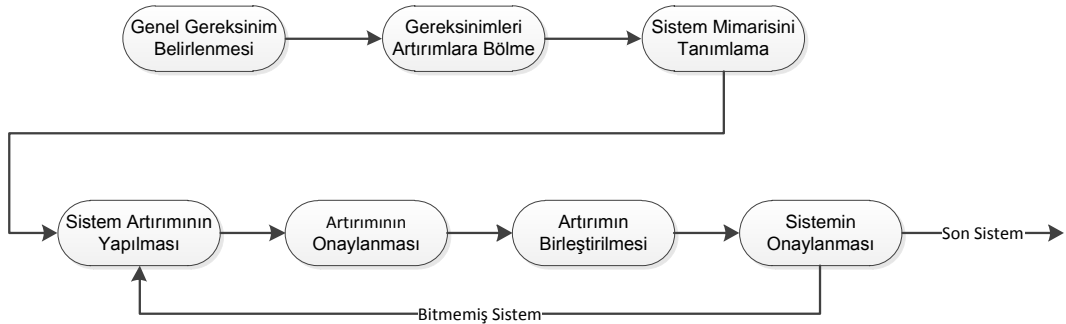 Genel Gereksinim
Belirlenmesi
Gereksinimleri
Artırımlara Bölme
Sistem Mimarisini
Tanımlama
Sistem Artırımının
Yapılması
Artırımının
Onaylanması
Artırımın
Birleştirilmesi
Sistemin
Onaylanması
Son Sistem
Bitmemiş Sistem